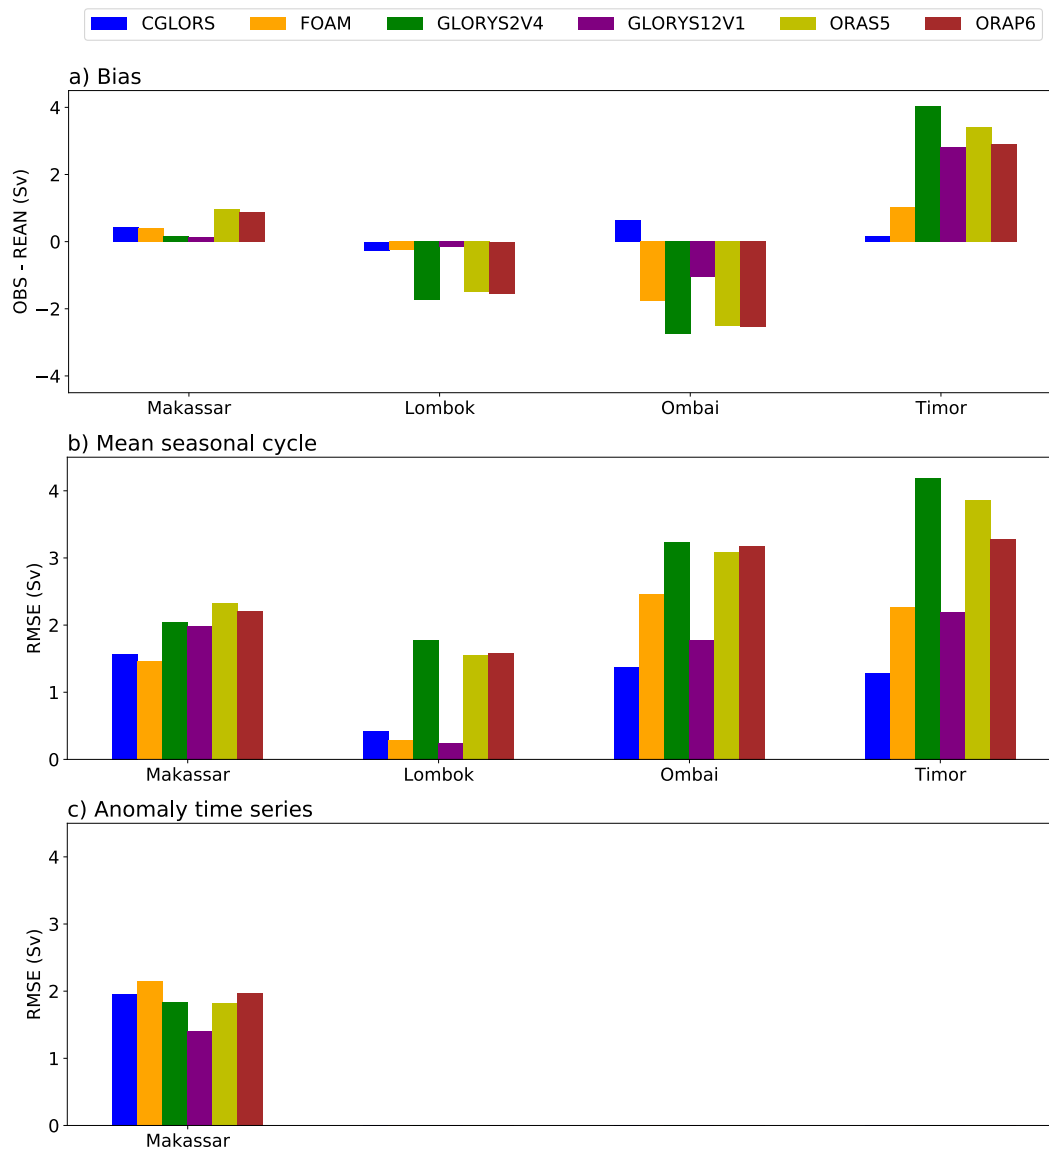 CGLORS FOAM GLORYS2V4 GLORYS12V1 ORAS5 ORAP6
a) Bias
OBS - REAN (Sv)
4
2
0
−2
−4
Makassar Lombok Ombai Timor
b) Mean seasonal cycle
RMSE (Sv)
4
3
2
1
0
Makassar Lombok Ombai Timor
c) Anomaly time series
RMSE (Sv)
4
3
2
1
0
Makassar